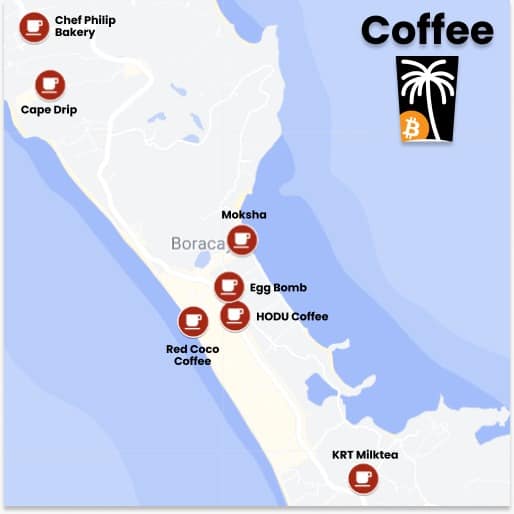 Chef Philip
Bakery
Coffee
Cape Drip
Moksha
Boracay
Egg Bomb
HODU Coffee
Red Coco
Coffee
KRT Milktea